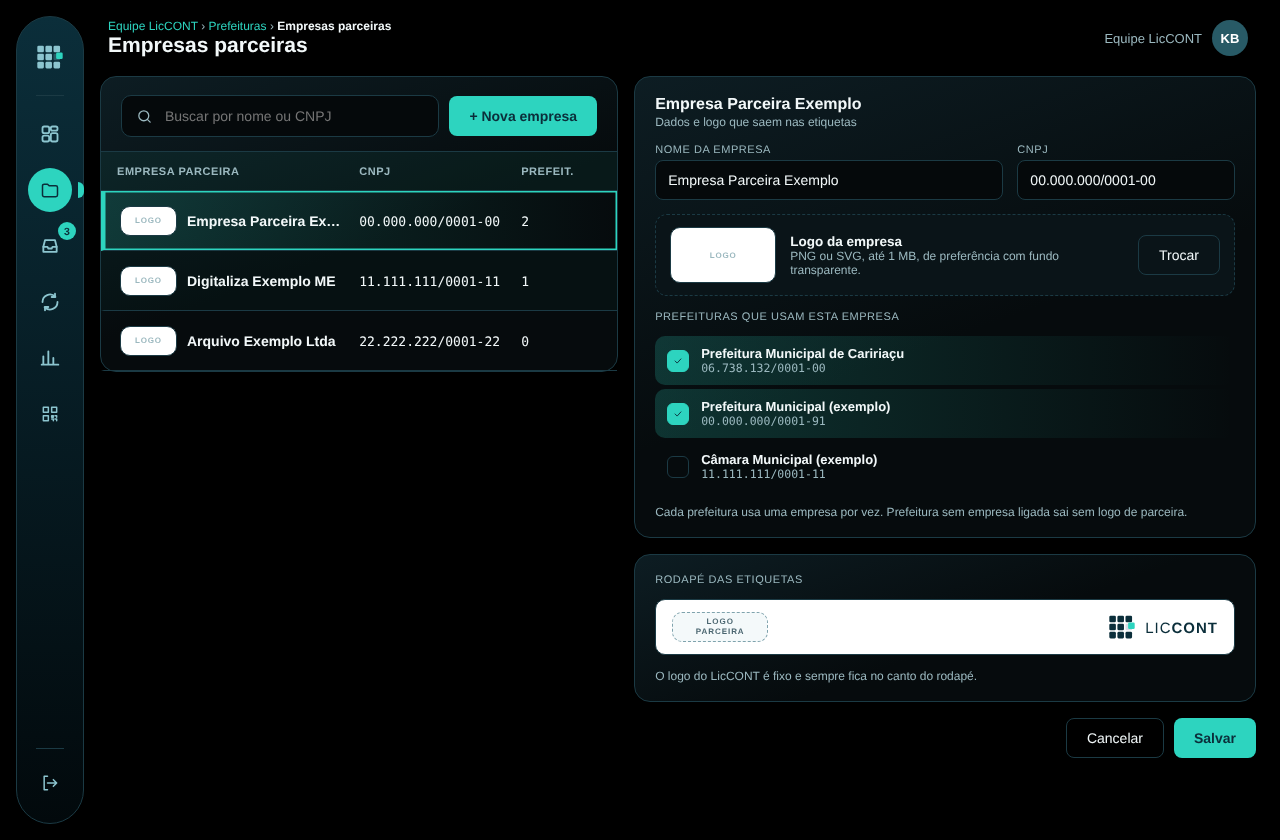 Equipe LicCONT › Prefeituras › Empresas parceiras
Empresas parceiras
Equipe LicCONT
KB
3
Buscar por nome ou CNPJ
+ Nova empresa
EMPRESA PARCEIRA CNPJ PREFEIT.
LOGO Empresa Parceira Ex… 00.000.000/0001-00 2
LOGO Digitaliza Exemplo ME 11.111.111/0001-11 1
LOGO Arquivo Exemplo Ltda 22.222.222/0001-22 0
Empresa Parceira Exemplo
Dados e logo que saem nas etiquetas
NOME DA EMPRESA CNPJ
Empresa Parceira Exemplo 00.000.000/0001-00
LOGO
Logo da empresa
PNG ou SVG, até 1 MB, de preferência com fundo
transparente.
Trocar
PREFEITURAS QUE USAM ESTA EMPRESA
Prefeitura Municipal de Caririaçu
06.738.132/0001-00
Prefeitura Municipal (exemplo)
00.000.000/0001-91
Câmara Municipal (exemplo)
11.111.111/0001-11
Cada prefeitura usa uma empresa por vez. Prefeitura sem empresa ligada sai sem logo de parceira.
RODAPÉ DAS ETIQUETAS
LOGO
PARCEIRA
LICCONT
O logo do LicCONT é fixo e sempre fica no canto do rodapé.
Cancelar
Salvar